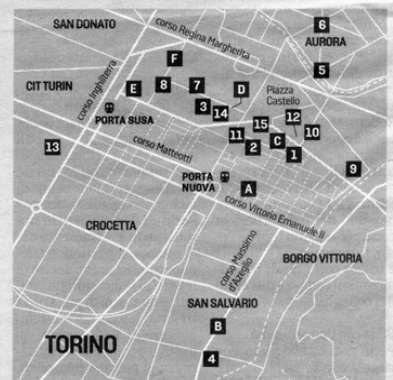 SAN DONATO
corso Regina Margherita
6
AURORA
F
5
CIT TURIN
corso Inghilterra
E
8
7
D
Piazza
Castello
3
14
12
PORTA SUSA
15
10
11
C
13
corso Matteotti
2
1
9
PORTA
NUOVA
A
corso Vittorio Emanuele II
CROCETTA
corso Massimo
d'Azeglio
BORGO VITTORIA
SAN SALVARIO
B
TORINO
4